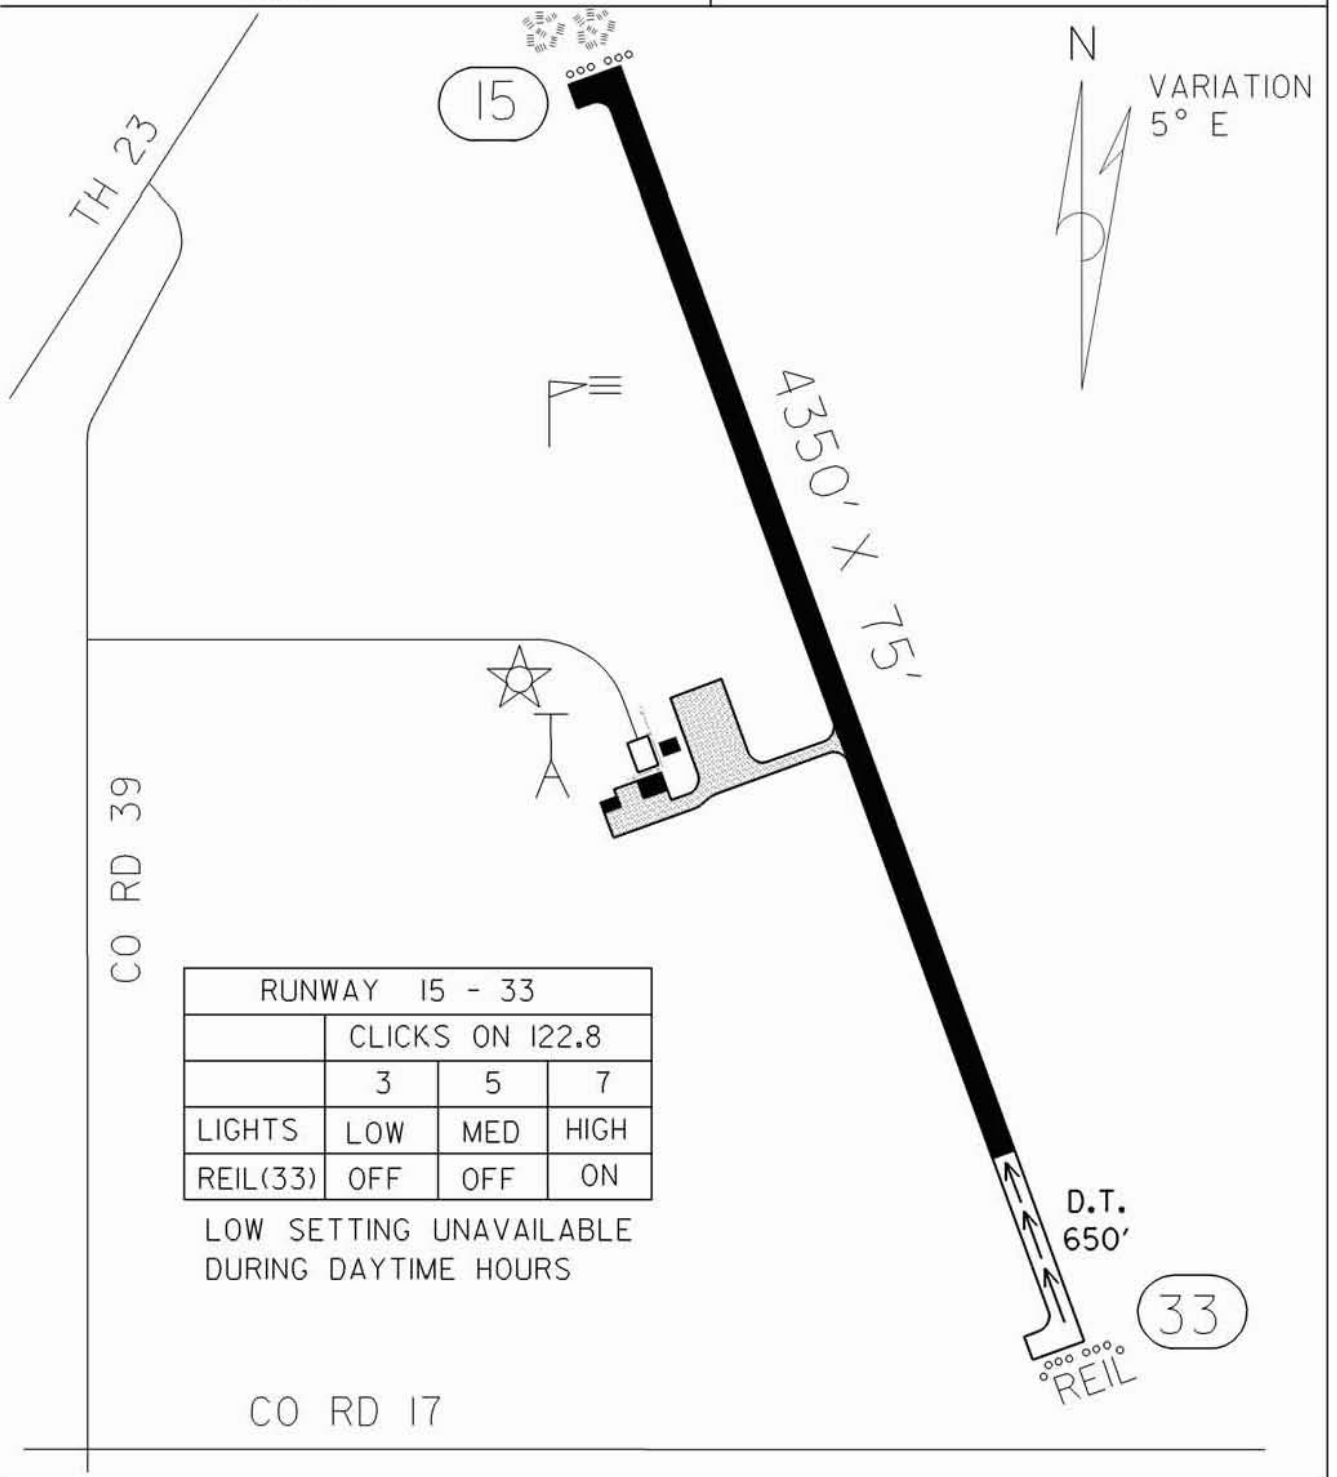 N
VARIATION
5° E
15
TH 23
4350' X 75'
CO RD 39
RUNWAY 15 - 33
CLICKS ON 122.8
3 5 7
LIGHTS LOW MED HIGH
REIL(33) OFF OFF ON
LOW SETTING UNAVAILABLE
DURING DAYTIME HOURS
D.T.
650'
33
REIL
CO RD 17